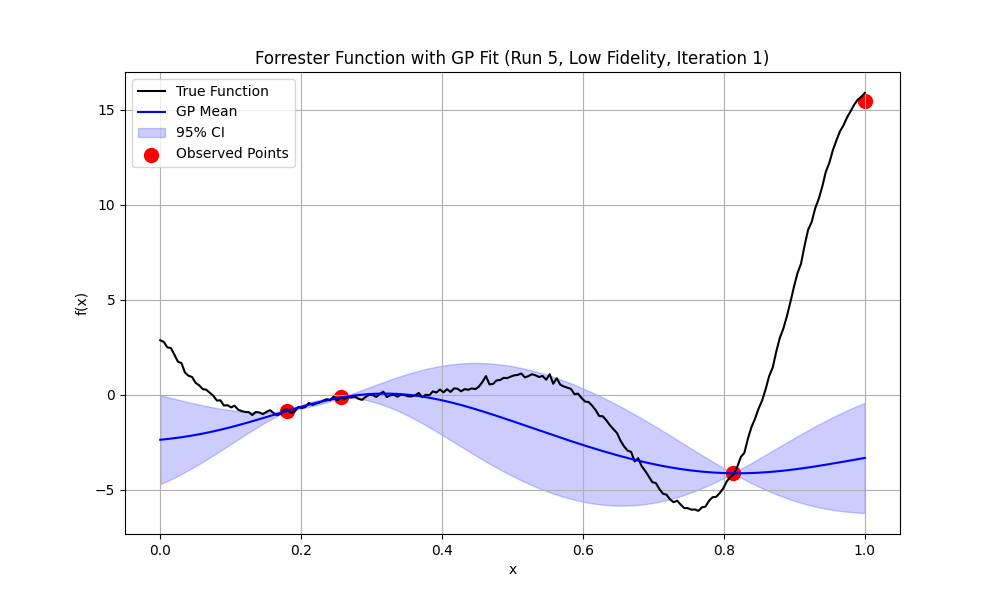 Forrester Function with GP Fit (Run 5, Low Fidelity, Iteration 1)
True Function
GP Mean
95% CI
Observed Points
15
10
5
0
−5
f(x)
0.0 0.2 0.4 0.6 0.8 1.0
x